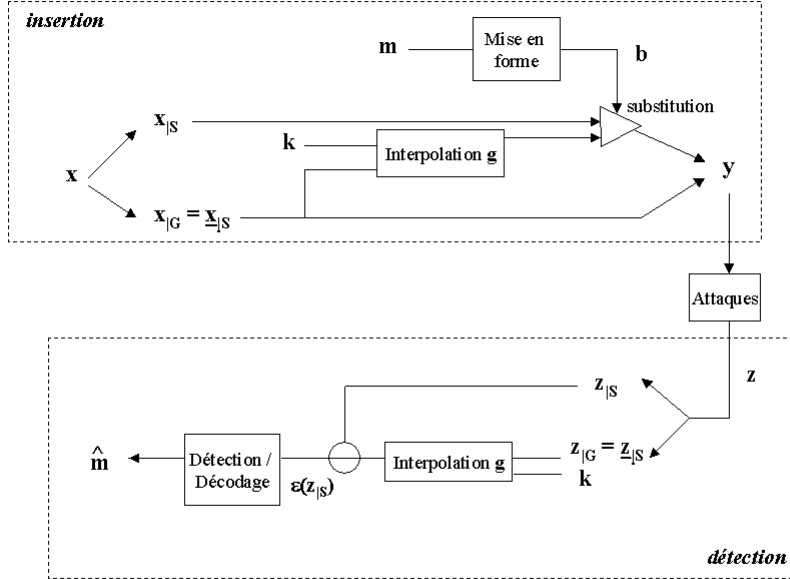 insertion
m
Mise en
forme
b
substitution
x|S
k
Interpolation g
x
y
x|G = x|S
Attaques
z
z|S
m̂
Détection /
Décodage
ε(z|S)
Interpolation g
z|G = z|S
k
détection